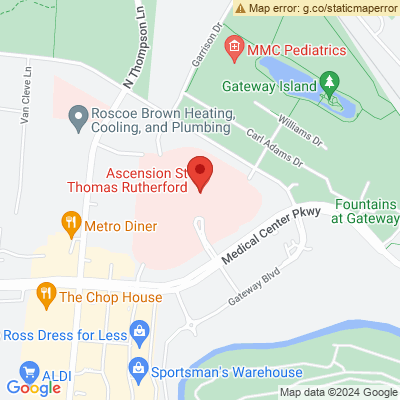 Map error: g.co/staticmaperror
N Thompson Ln
Garrison Dr
MMC Pediatrics
Van Cleve Ln
Gateway Island
Roscoe Brown Heating,
Cooling, and Plumbing
Williams Dr
Carl Adams Dr
Ascension St
Thomas Rutherford
Fountains
at Gateway
Medical Center Pkwy
Metro Diner
The Chop House
Gateway Blvd
Ross Dress for Less
ALDI
Sportsman's Warehouse
Google
Map data ©2024 Google